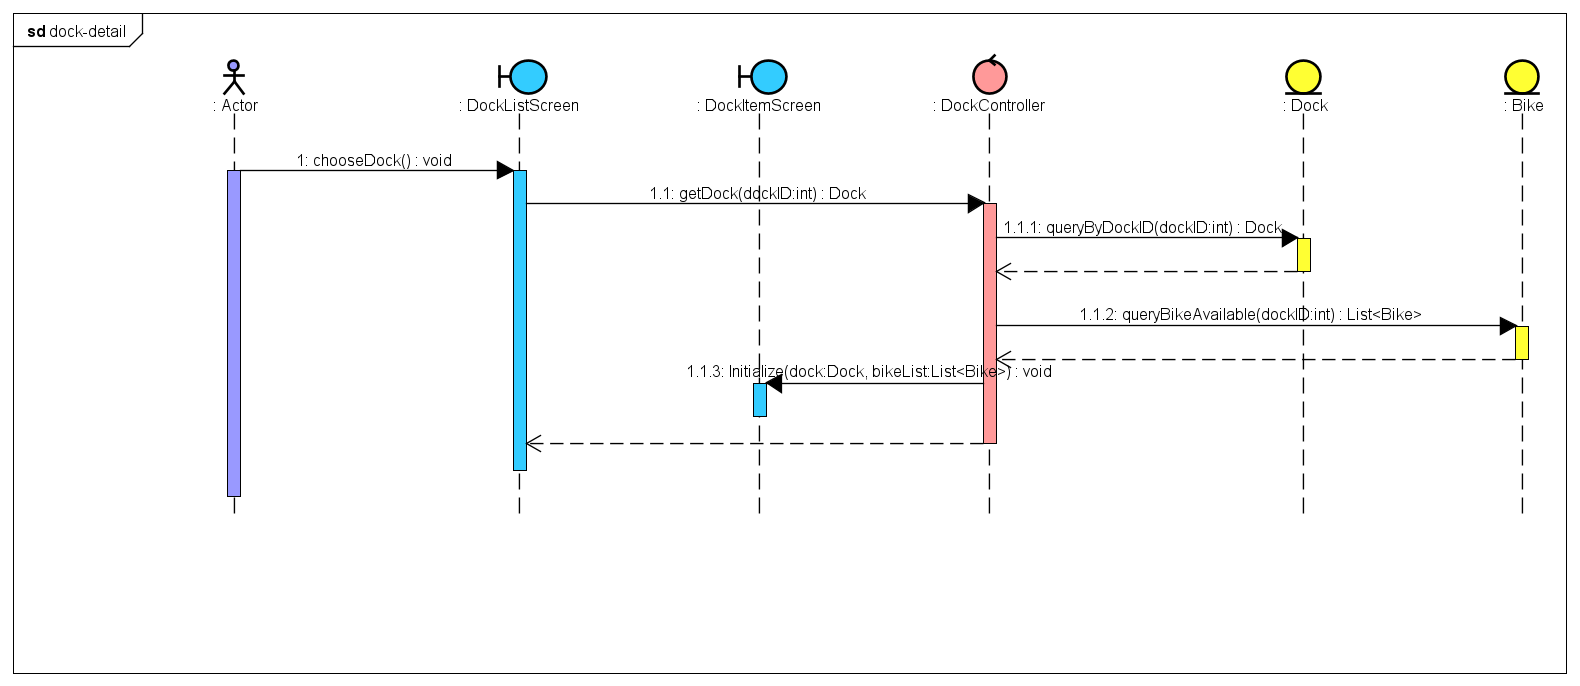 sd dock-detail
: Actor
: DockListScreen
: DockItemScreen
: DockController
: Dock
: Bike
1: chooseDock() : void
1.1: getDock(dockID:int) : Dock
1.1.1: queryByDockID(dockID:int) : Dock
1.1.2: queryBikeAvailable(dockID:int) : List<Bike>
1.1.3: Initialize(dock:Dock, bikeList:List<Bike>) : void